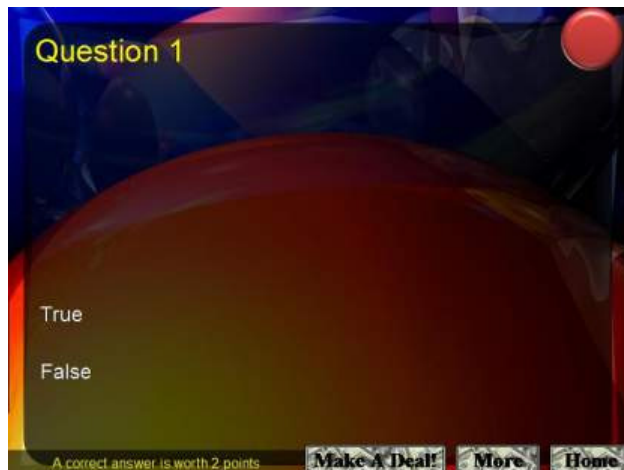 Question 1
True
False
A correct answer is worth 2 points
Make A Deal!
More
Home